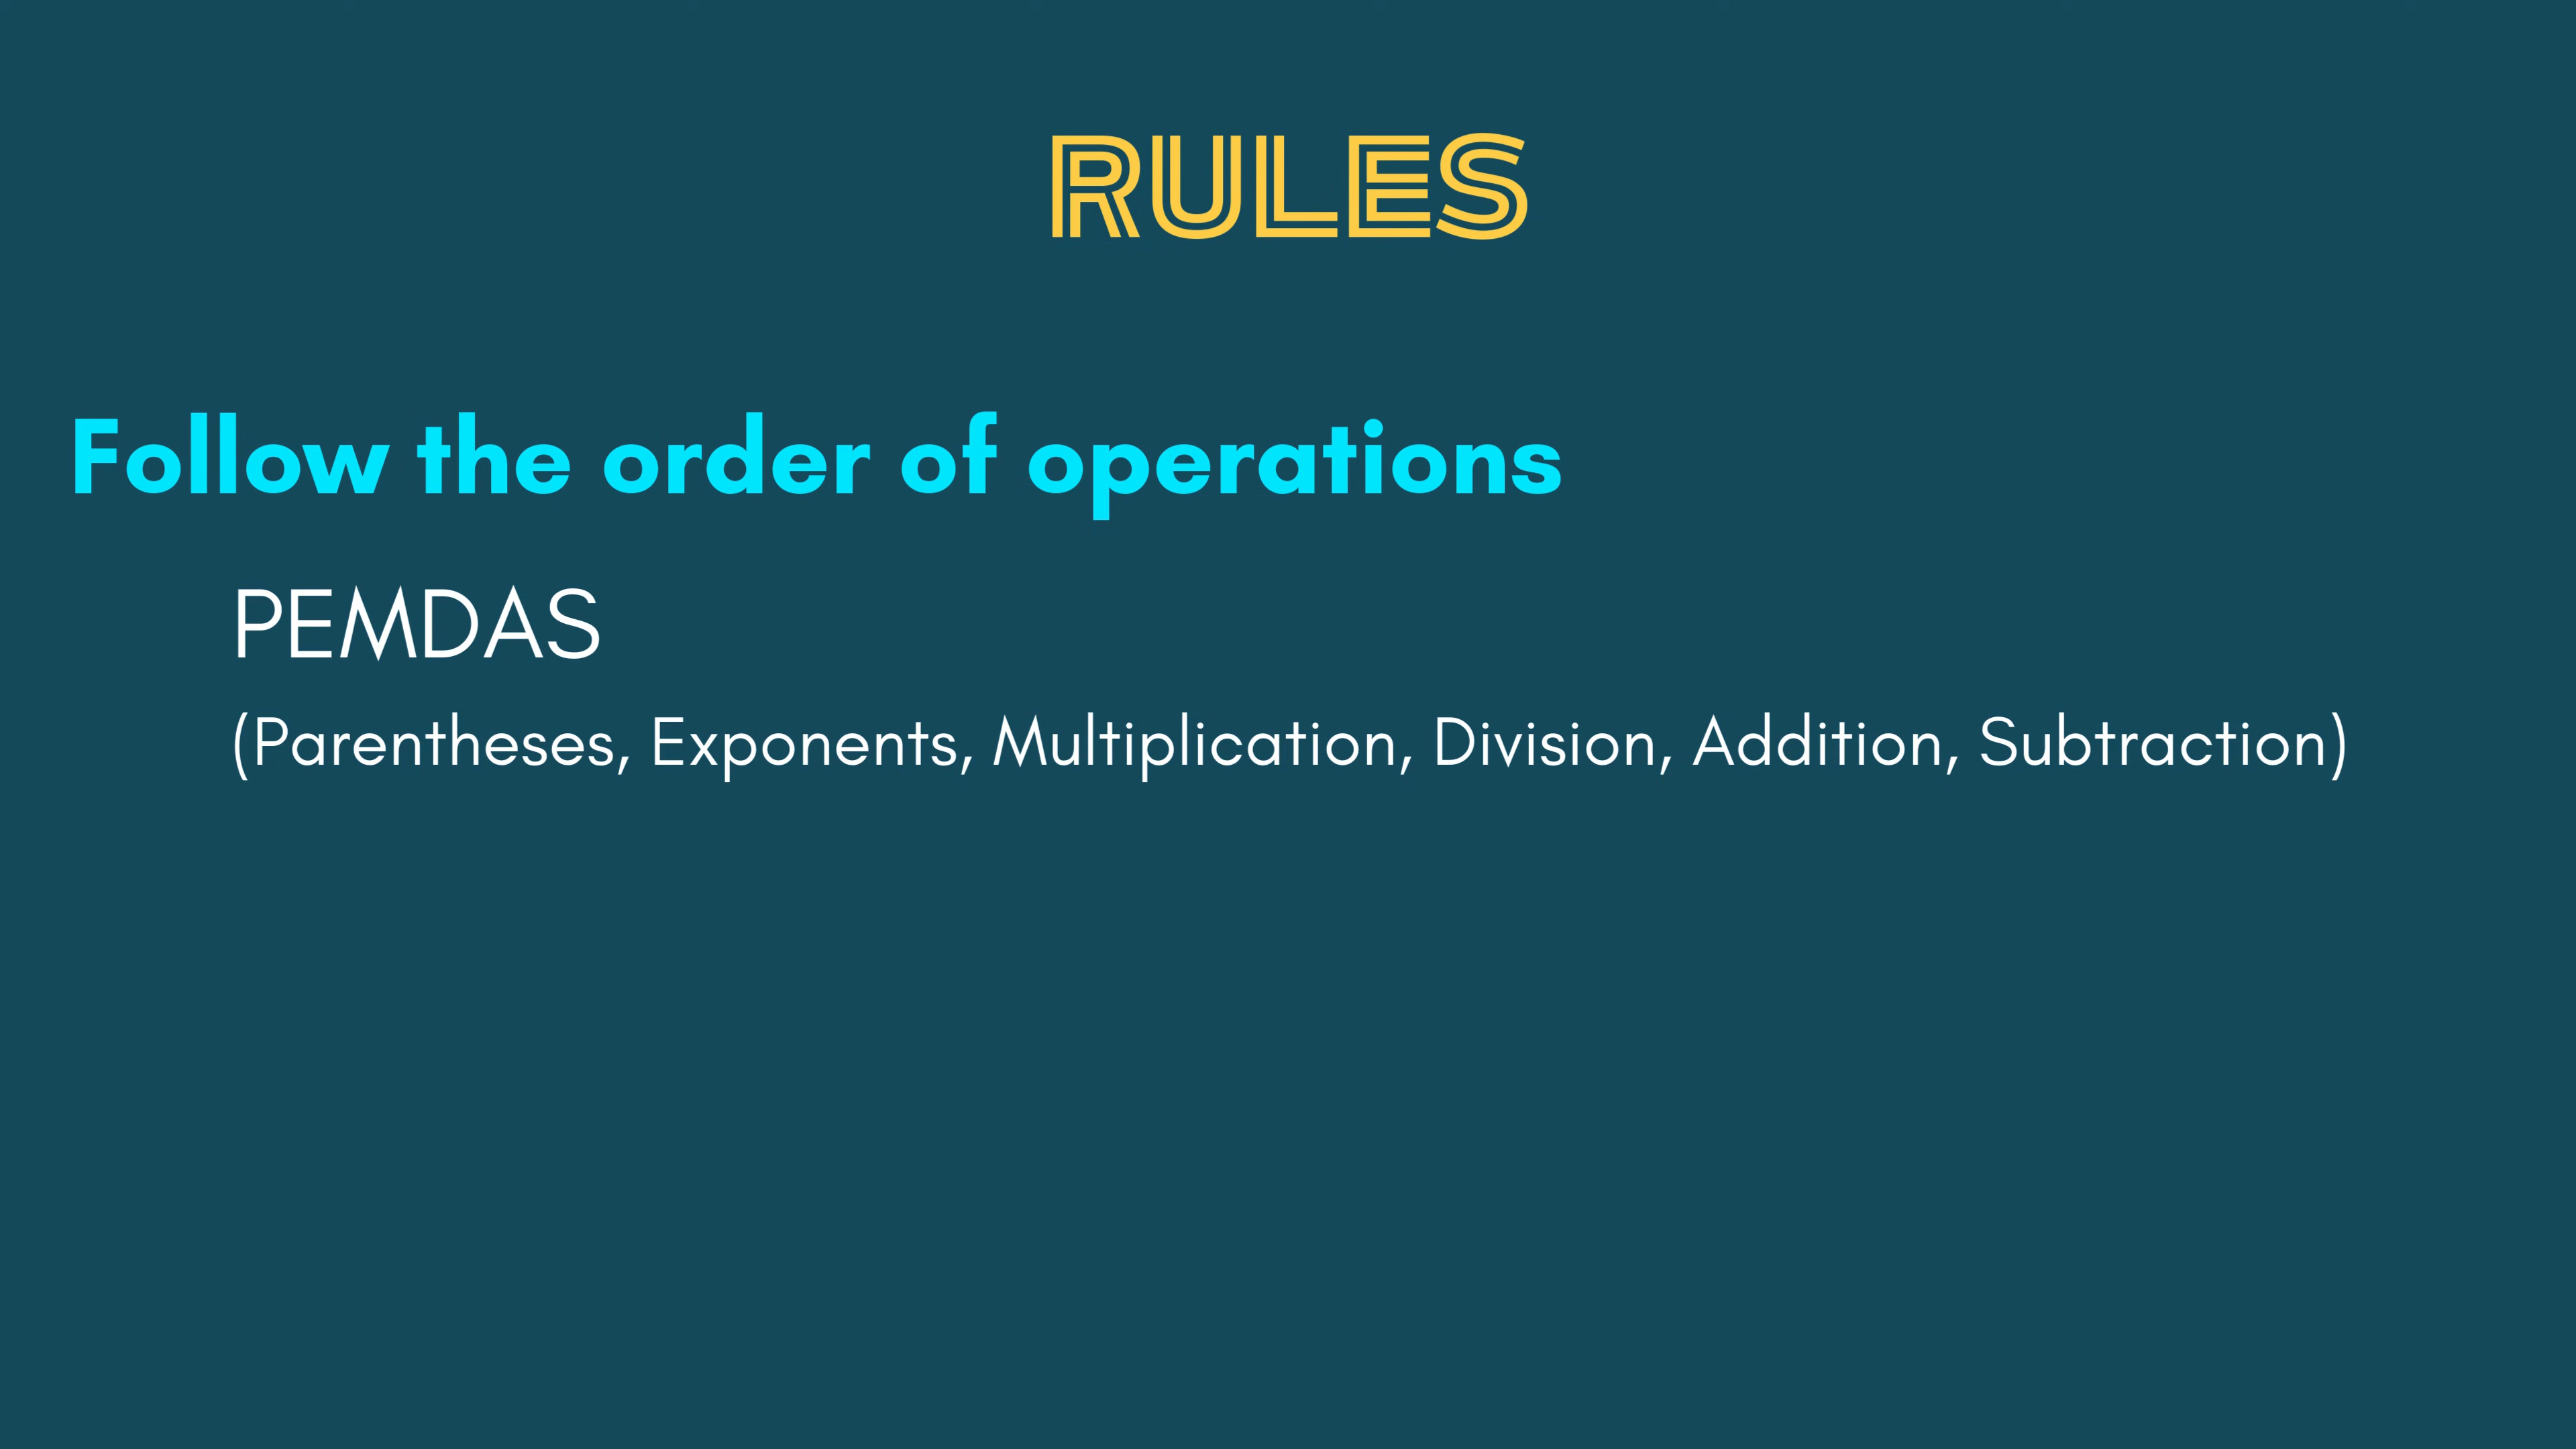 RULES
Follow the order of operations
PEMDAS
(Parentheses, Exponents, Multiplication, Division, Addition, Subtraction)